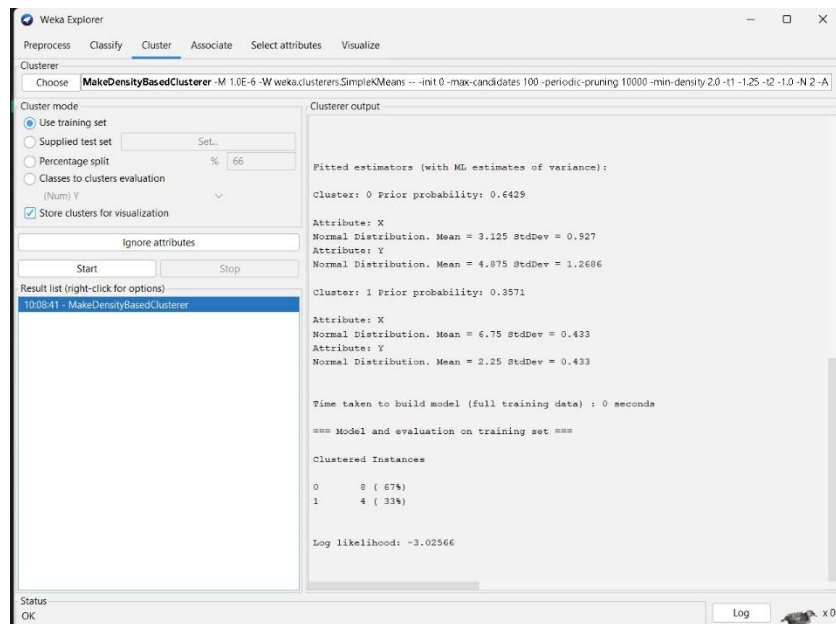 Weka Explorer
Preprocess Classify Cluster Associate Select attributes Visualize
Clusterer
Choose MakeDensityBasedClusterer -M 1.0E-6 -W weka.clusterers.SimpleKMeans -- -init 0 -max-candidates 100 -periodic-pruning 10000 -min-density 2.0 -t1 -1.25 -t2 -1.0 -N 2 -A
Cluster mode
Use training set
Supplied test set Set...
Percentage split % 66
Classes to clusters evaluation
(Num) Y
Store clusters for visualization
Ignore attributes
Start Stop
Result list (right-click for options)
10:08:41 - MakeDensityBasedClusterer
Clusterer output
Fitted estimators (with ML estimates of variance):
Cluster: 0 Prior probability: 0.6429
Attribute: X
Normal Distribution. Mean = 3.125 StdDev = 0.927
Attribute: Y
Normal Distribution. Mean = 4.875 StdDev = 1.2686
Cluster: 1 Prior probability: 0.3571
Attribute: X
Normal Distribution. Mean = 6.75 StdDev = 0.433
Attribute: Y
Normal Distribution. Mean = 2.25 StdDev = 0.433
Time taken to build model (full training data) : 0 seconds
=== Model and evaluation on training set ===
Clustered Instances
0 8 ( 67%)
1 4 ( 33%)
Log likelihood: -3.02566
Status
OK
Log x 0